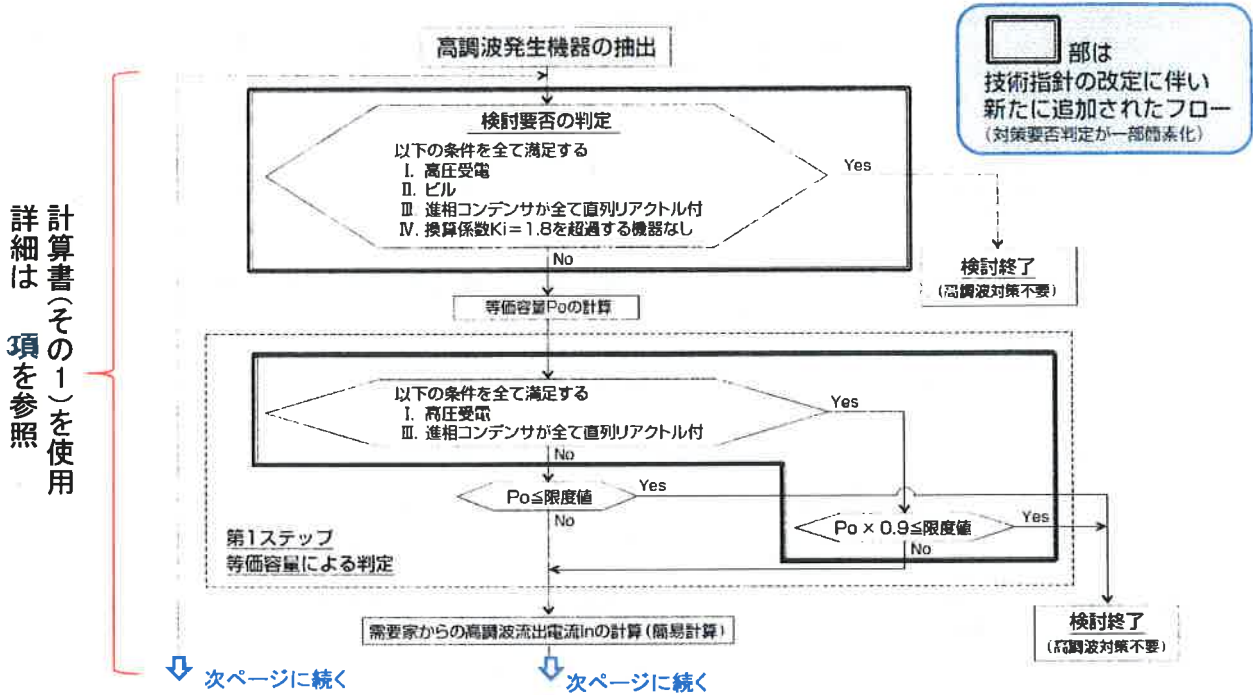 高調波発生機器の抽出
部は
技術指針の改定に伴い
新たに追加されたフロー
(対策要否判定が一部簡素化)
検討要否の判定
以下の条件を全て満足する
Ⅰ. 高圧受電
Ⅱ. ビル
Ⅲ. 進相コンデンサが全て直列リアクトル付
Ⅳ. 換算係数Ki=1.8を超過する機器なし
Yes
No
検討終了
(高調波対策不要)
等価容量Poの計算
以下の条件を全て満足する
Ⅰ. 高圧受電
Ⅲ. 進相コンデンサが全て直列リアクトル付
Yes
No
Po≦限度値
Yes
No
Po × 0.9≦限度値
Yes
No
第1ステップ
等価容量による判定
需要家からの高調波流出電流Inの計算(簡易計算)
検討終了
(高調波対策不要)
計算書(その1)を使用
詳細は 3項を参照
次ページに続く
次ページに続く